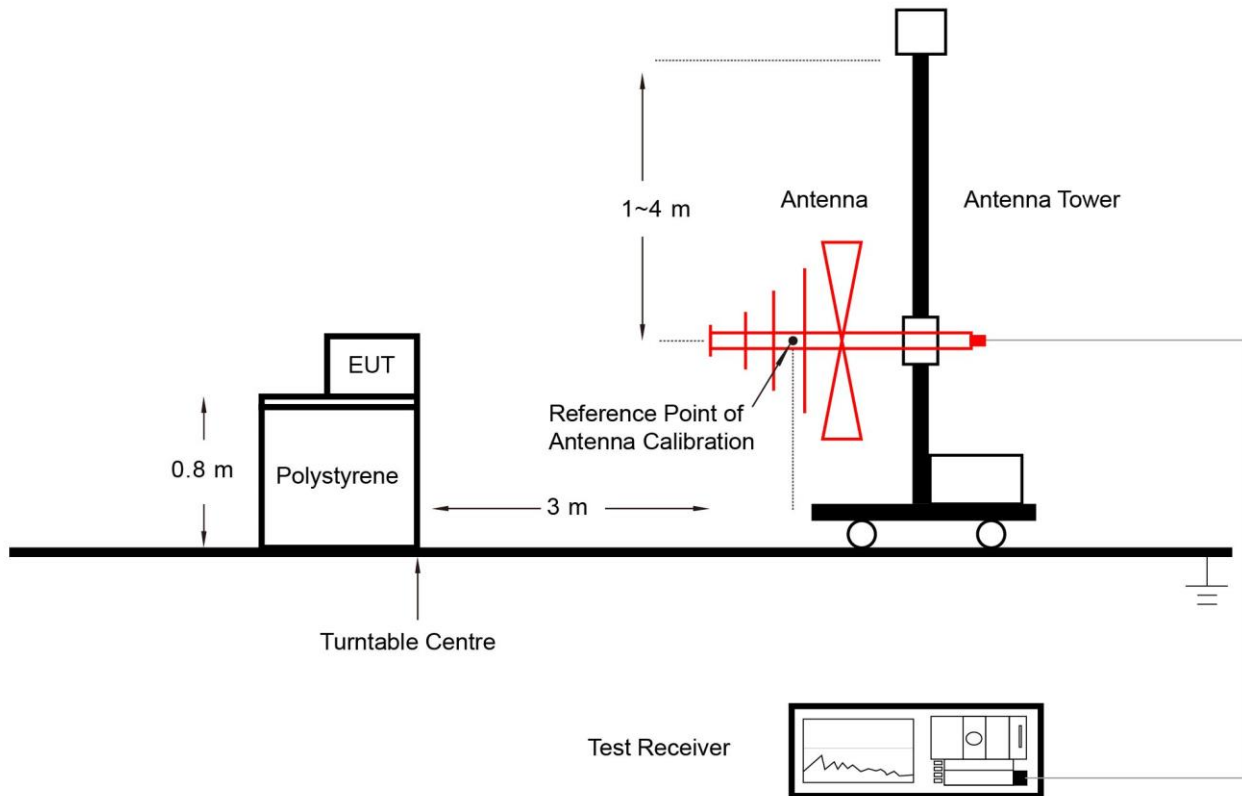 1~4 m
Antenna
Antenna Tower
EUT
Reference Point of
Antenna Calibration
0.8 m
Polystyrene
3 m
Turntable Centre
Test Receiver